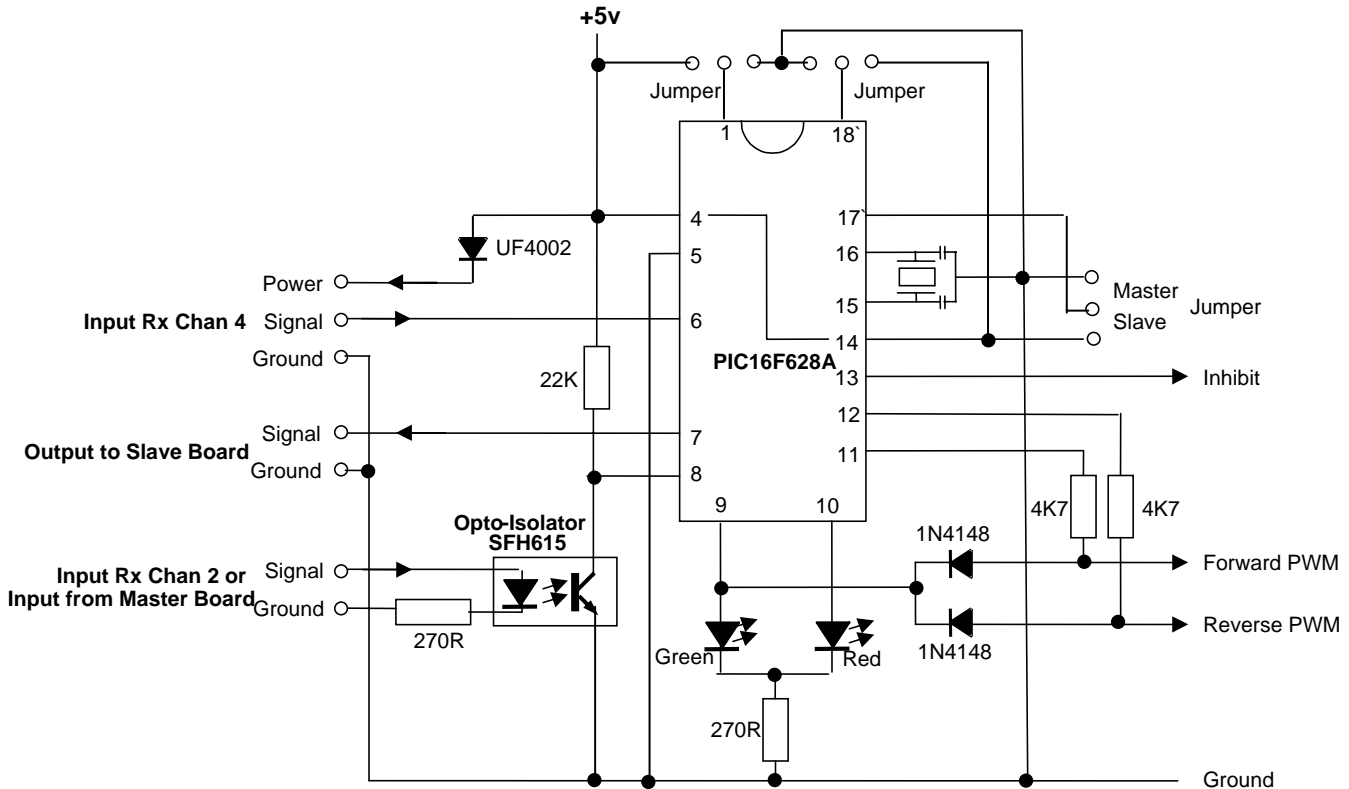 +5v
Jumper
Jumper
1
18`
4
17`
UF4002
5
16
Power
Master
Input Rx Chan 4
Signal
6
15
Jumper
Slave
Ground
14
PIC16F628A
22K
13
Inhibit
12
Signal
7
Output to Slave Board
11
Ground
8
9
10
4K7
4K7
Opto-Isolator
SFH615
1N4148
Input Rx Chan 2 or
Signal
Forward PWM
Input from Master Board
Ground
270R
Reverse PWM
1N4148
Green
Red
270R
Ground